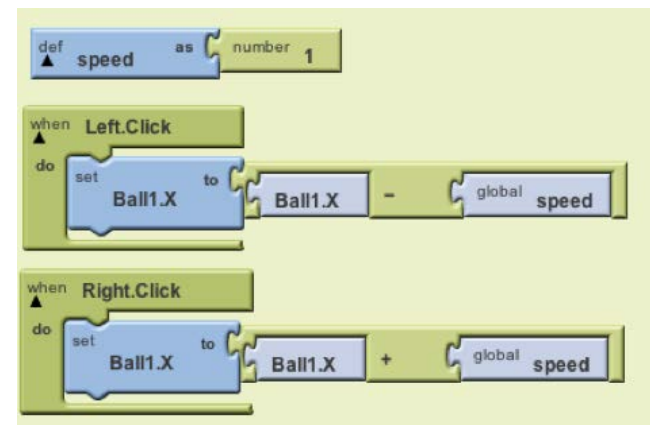 def speed as number 1
when Left.Click
do set Ball1.X to Ball1.X - global speed
when Right.Click
do set Ball1.X to Ball1.X + global speed